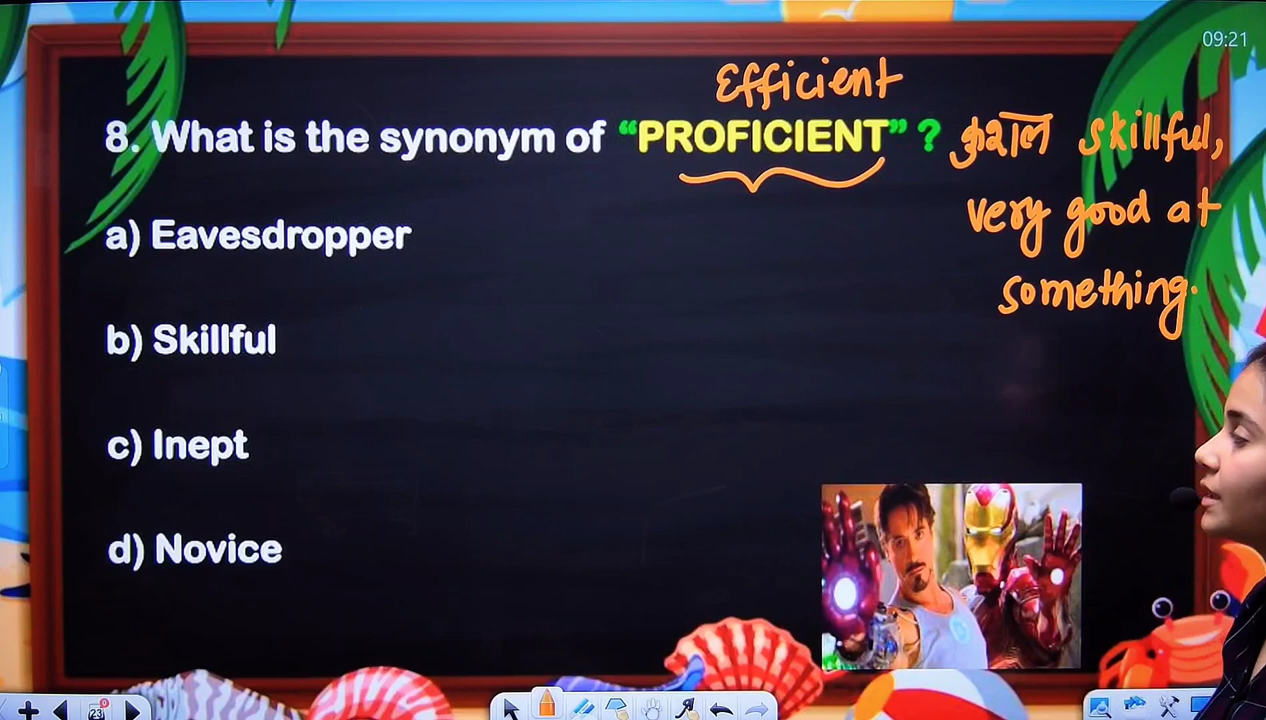 09:21
Efficient
8. What is the synonym of “PROFICIENT” ? कुशल skillful,
very good at
something.
a) Eavesdropper
b) Skillful
c) Inept
d) Novice
23